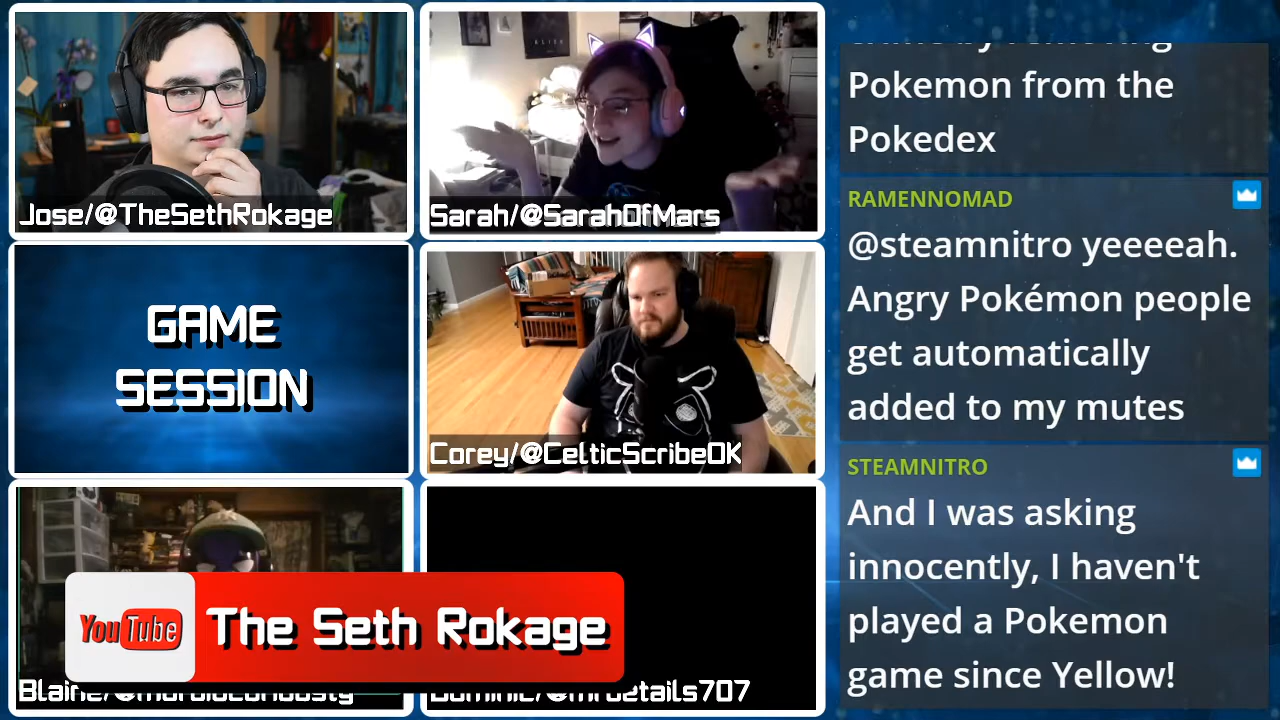 Jose/@TheSethRokage
Sarah/@SarahOfMars
GAME
SESSION
Corey/@CelticScribeOK
YouTube
The Seth Rokage
Pokemon from the
Pokedex
RAMENNOMAD
@steamnitro yeeeeah.
Angry Pokémon people
get automatically
added to my mutes
STEAMNITRO
And I was asking
innocently, I haven't
played a Pokemon
game since Yellow!